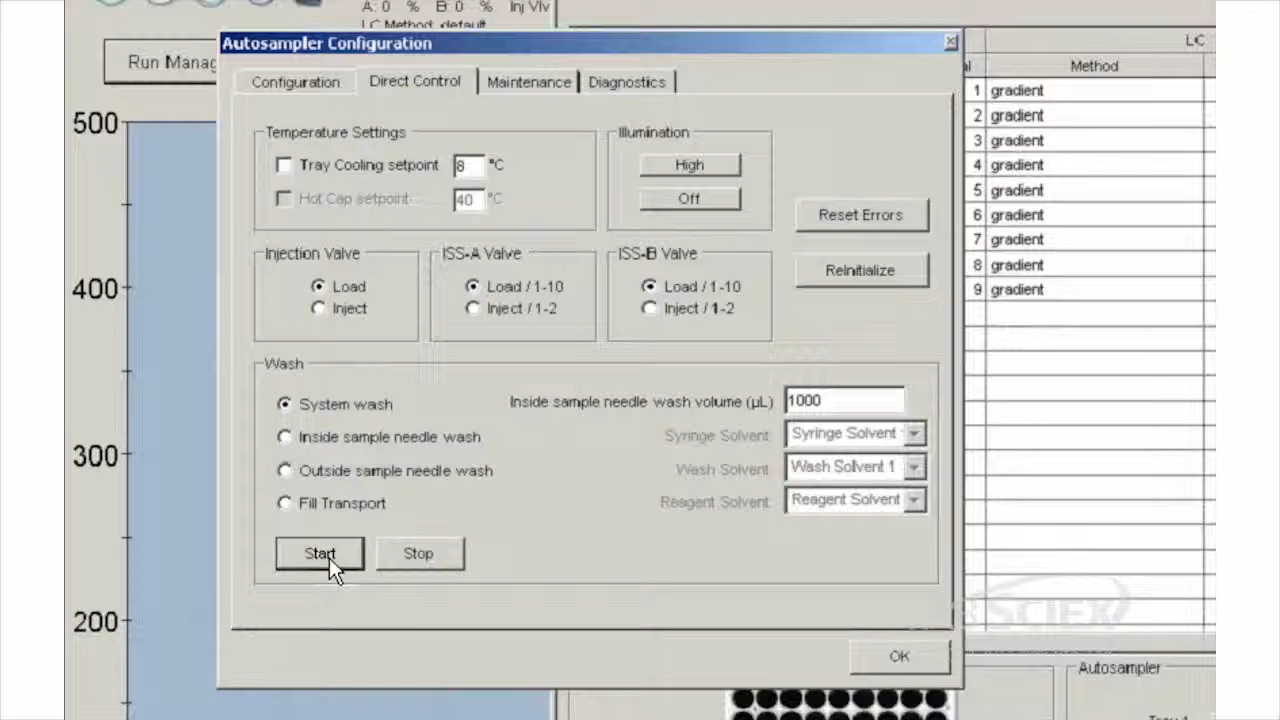 A: 0 % B: 0 % Inj Vlv
LC Method: default
Autosampler Configuration
Run Manag
LC
Configuration
Direct Control
Maintenance
Diagnostics
Method
500
400
300
200
Temperature Settings
Tray Cooling setpoint 8 °C
Hot Cap setpoint 40 °C
Illumination
High
Off
Reset Errors
Reinitialize
Injection Valve
Load
Inject
ISS-A Valve
Load / 1-10
Inject / 1-2
ISS-B Valve
Load / 1-10
Inject / 1-2
Wash
System wash
Inside sample needle wash
Outside sample needle wash
Fill Transport
Inside sample needle wash volume (µL) 1000
Syringe Solvent Syringe Solvent
Wash Solvent Wash Solvent 1
Reagent Solvent Reagent Solvent
Start
Stop
OK
1 gradient
2 gradient
3 gradient
4 gradient
5 gradient
6 gradient
7 gradient
8 gradient
9 gradient
SCIEX
Autosampler